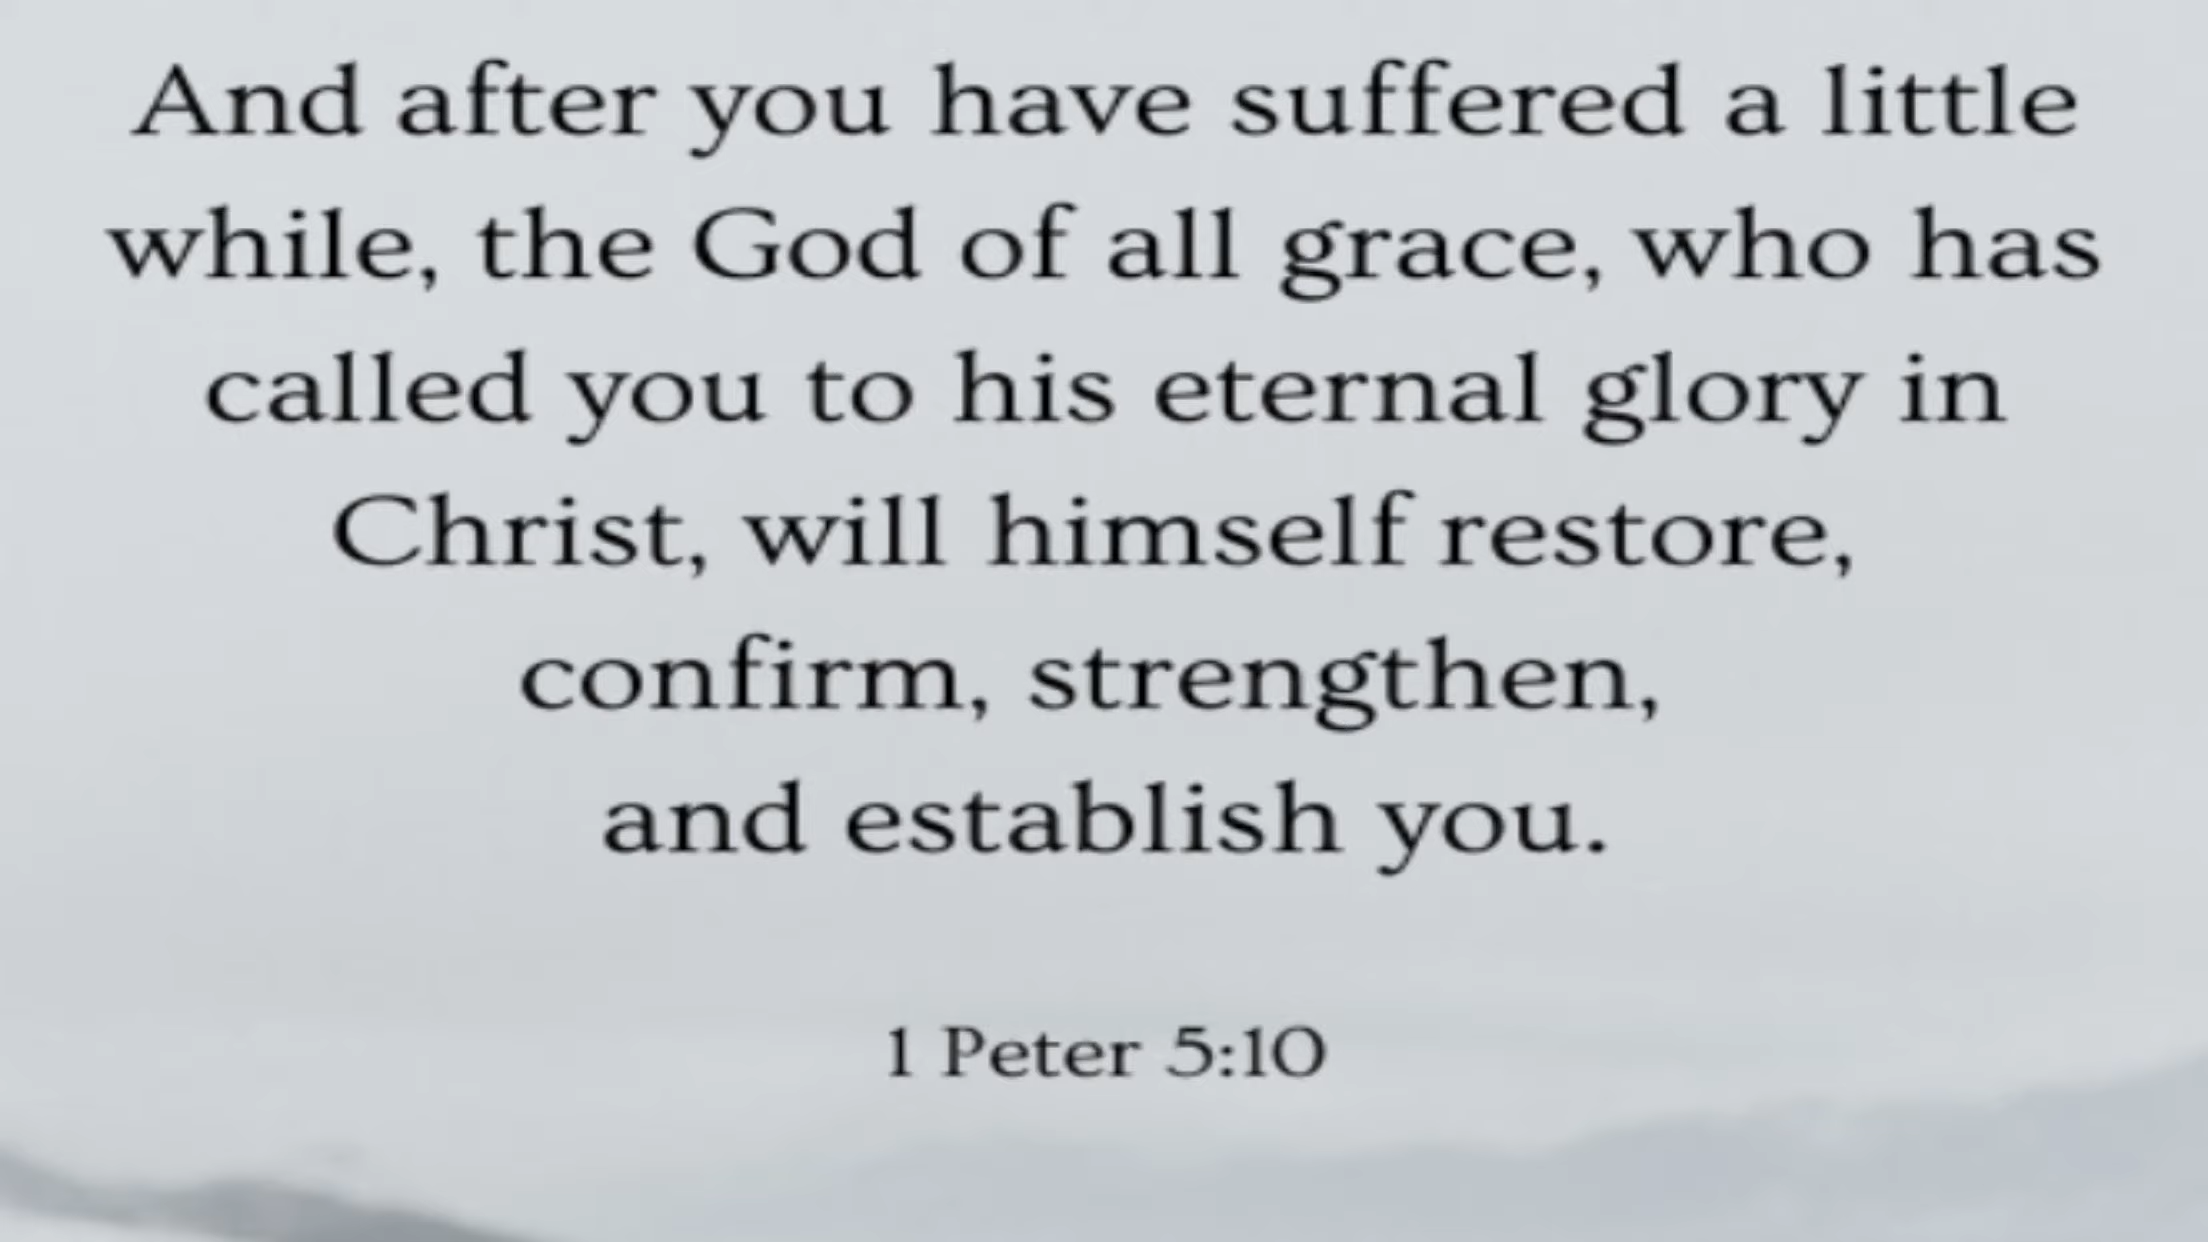 And after you have suffered a little
while, the God of all grace, who has
called you to his eternal glory in
Christ, will himself restore,
confirm, strengthen,
and establish you.
1 Peter 5:10